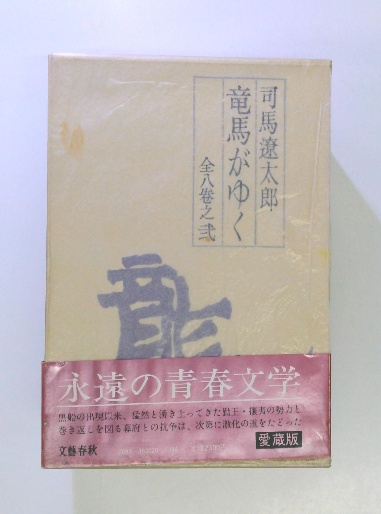 司馬遼太郎
竜馬がゆく
全八巻之弐
永遠の青春文学
黒船の出現以来、猛然と湧き上ってきた勤王・攘夷の勢力と
巻き返しを図る幕府との抗争は、次第に激化の度をたどった
文藝春秋
愛蔵版